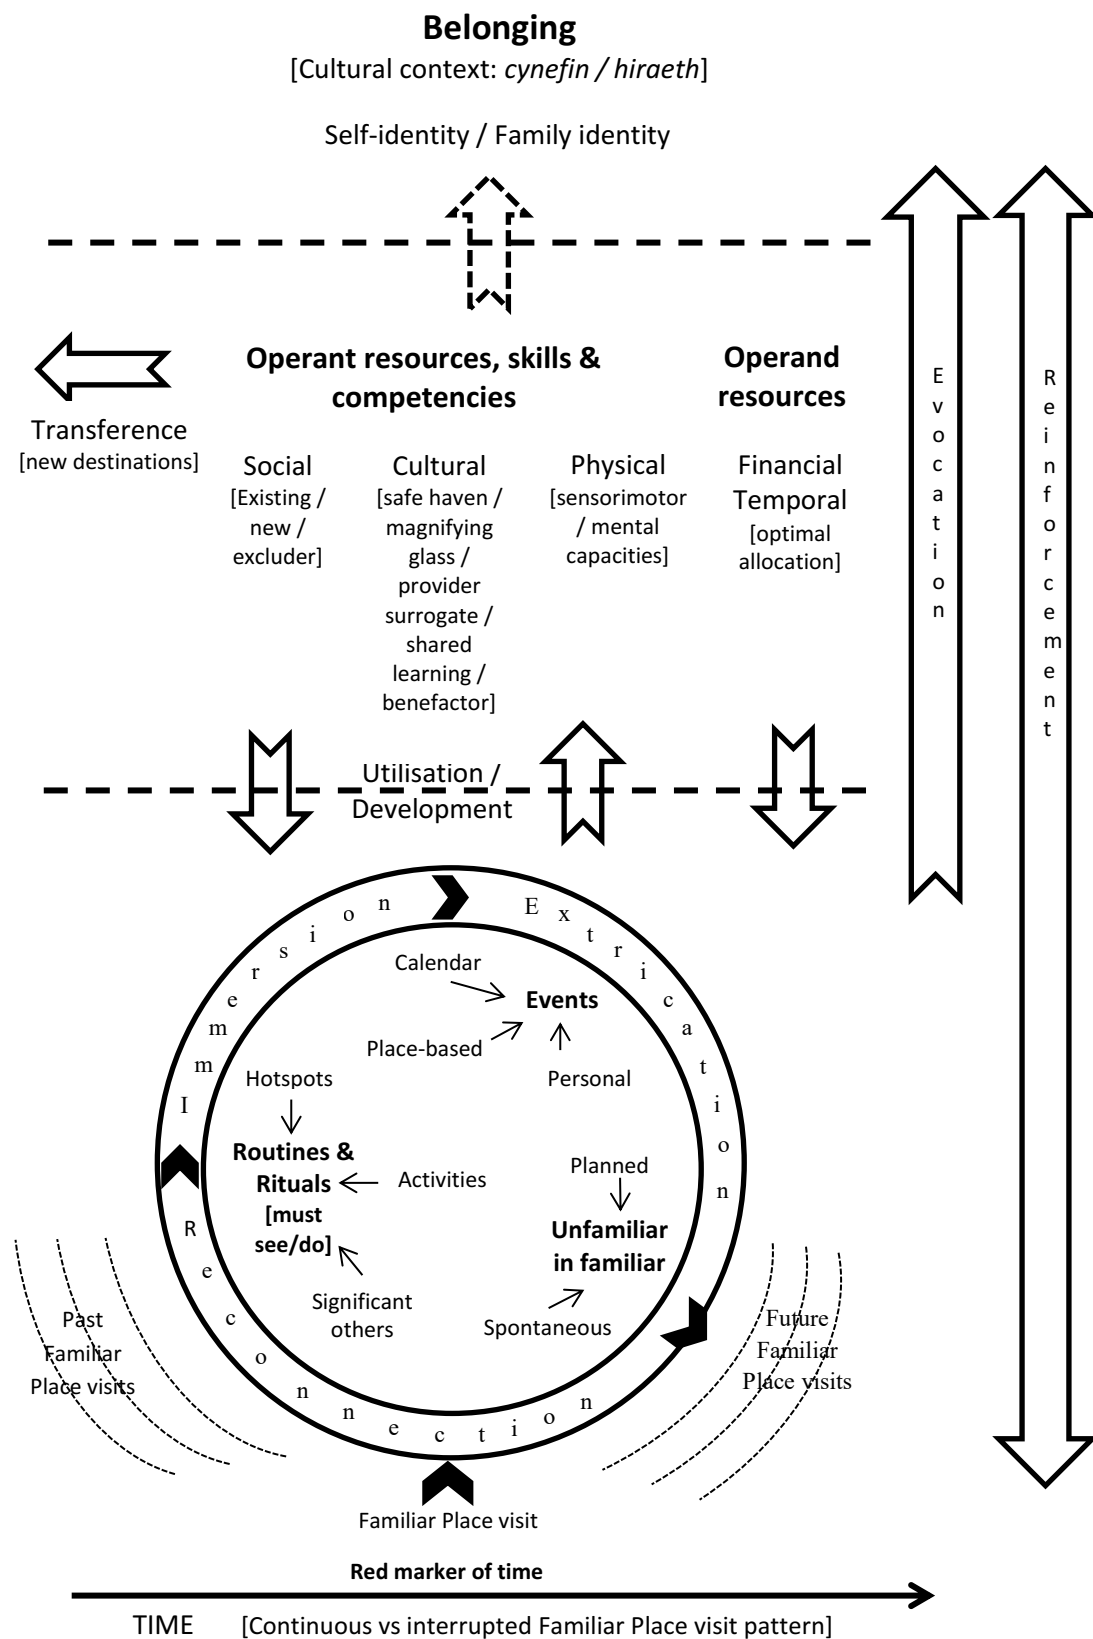 Belonging
[Cultural context: cynefin / hiraeth]
Self-identity / Family identity
Operant resources, skills &
competencies
Operand
resources
Transference
[new destinations]
Social
[Existing /
new /
excluder]
Cultural
[safe haven /
magnifying
glass /
provider
surrogate /
shared
learning /
benefactor]
Physical
[sensorimotor
/ mental
capacities]
Financial
Temporal
[optimal
allocation]
Evocation
Reinforcement
Utilisation /
Development
Immersion
Extrication
Reconnection
Calendar
Events
Place-based
Personal
Hotspots
Routines &
Rituals
[must
see/do]
Activities
Significant
others
Planned
Unfamiliar
in familiar
Spontaneous
Past
Familiar
Place visits
Future
Familiar
Place visits
Familiar Place visit
Red marker of time
TIME [Continuous vs interrupted Familiar Place visit pattern]